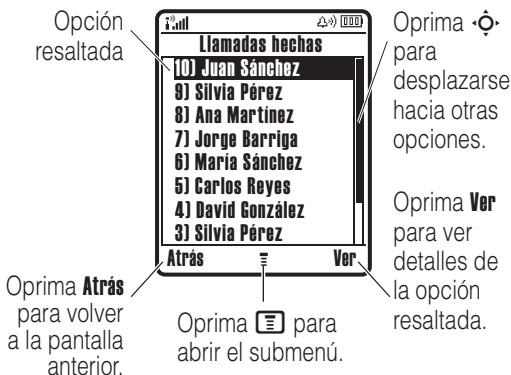 Opción
resaltada
Llamadas hechas
10) Juan Sánchez
9) Silvia Pérez
8) Ana Martínez
7) Jorge Barriga
6) María Sánchez
5) Carlos Reyes
4) David González
3) Silvia Pérez
Atrás
Ver
Oprima
para
desplazarse
hacia otras
opciones.
Oprima Ver
para ver
detalles de
la opción
resaltada.
Oprima Atrás
para volver
a la pantalla
anterior.
Oprima para
abrir el submenú.